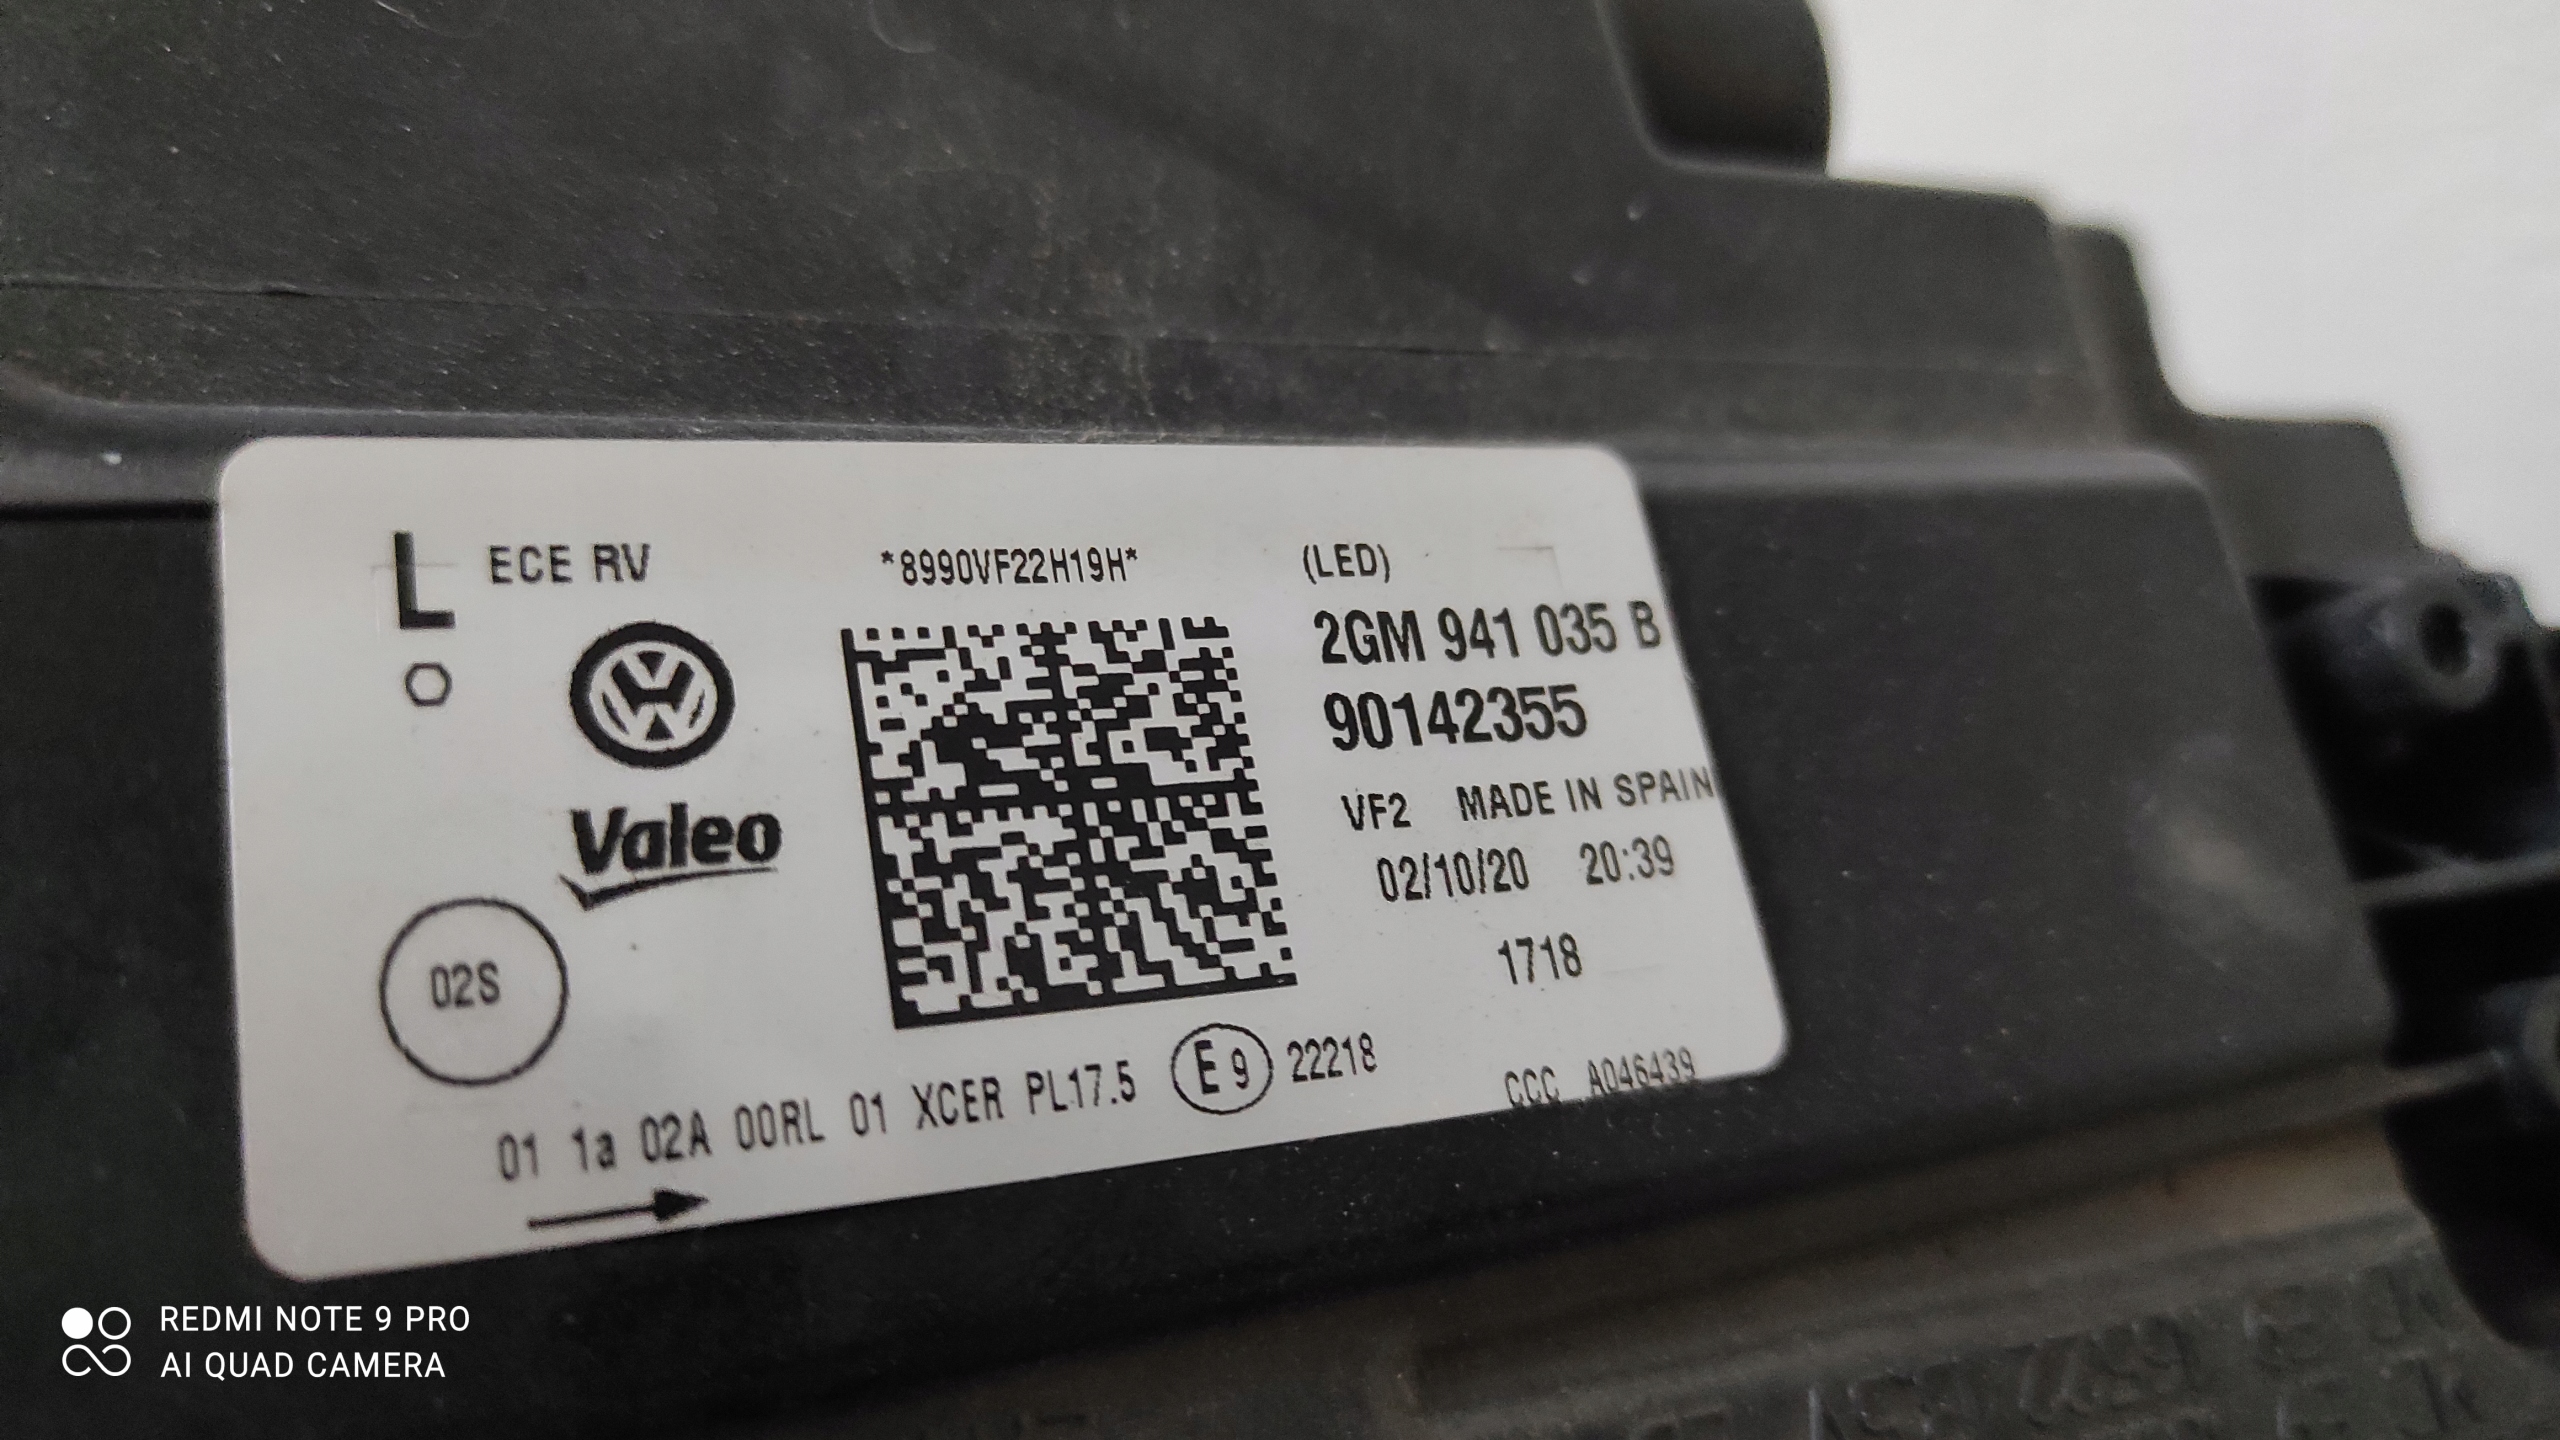 L ECE RV *8990VF22H19H* (LED)
O
2GM 941 035 B
90142355
Valeo
VF2 MADE IN SPAIN
02/10/20 20:39
02S
1718
01 1a 02A 00RL 01 XCER PL17.5 E9 22218
CCC A046439
REDMI NOTE 9 PRO
AI QUAD CAMERA